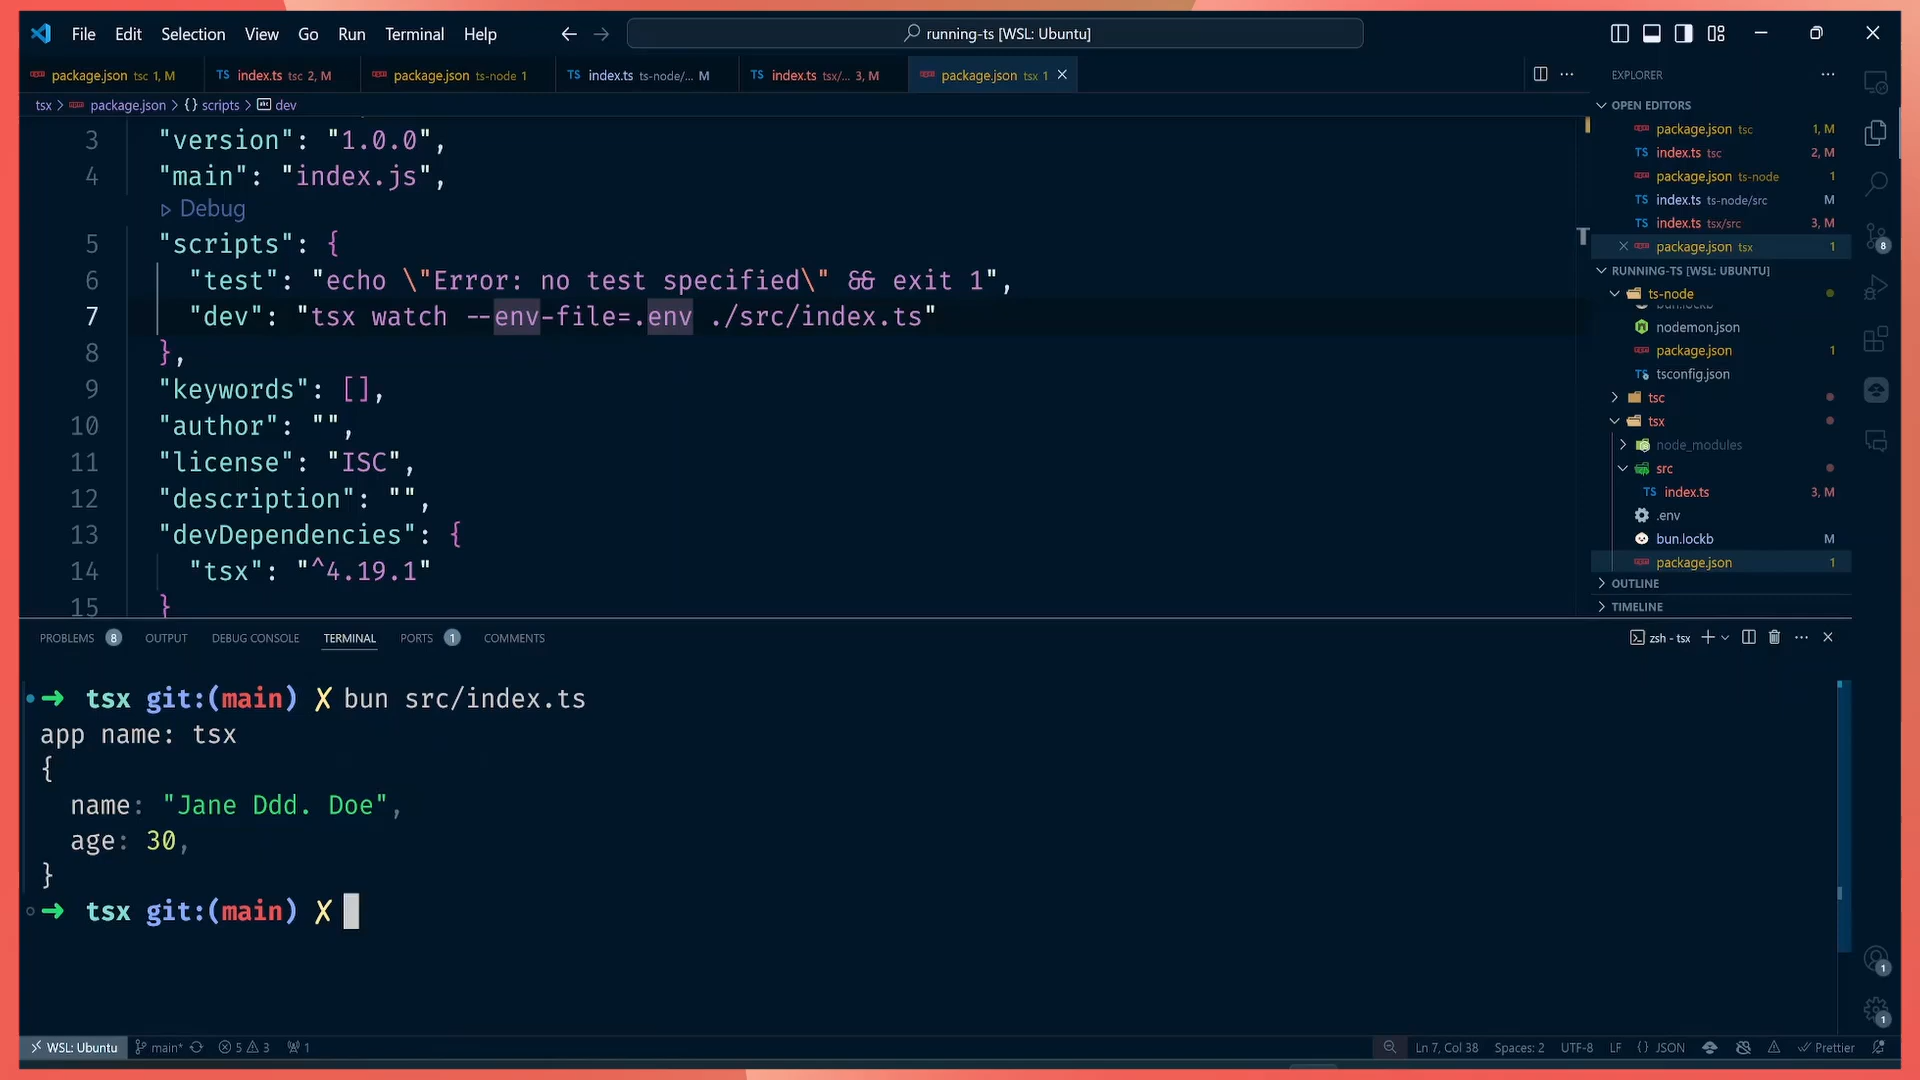 File Edit Selection View Go Run Terminal Help
running-ts [WSL: Ubuntu]
package.json tsc 1, M
index.ts tsc 2, M
package.json ts-node 1
index.ts ts-node/... M
index.ts tsx/... 3, M
package.json tsx 1
tsx > package.json > {} scripts > abc dev
3 "version": "1.0.0",
4 "main": "index.js",
Debug
5 "scripts": {
6 "test": "echo \"Error: no test specified\" && exit 1",
7 "dev": "tsx watch --env-file=.env ./src/index.ts"
8 },
9 "keywords": [],
10 "author": "",
11 "license": "ISC",
12 "description": "",
13 "devDependencies": {
14 "tsx": "^4.19.1"
15 }
EXPLORER
OPEN EDITORS
package.json tsc 1, M
TS index.ts tsc 2, M
package.json ts-node 1
TS index.ts ts-node/src M
TS index.ts tsx/src 3, M
package.json tsx 1
RUNNING-TS [WSL: UBUNTU]
ts-node
bun.lockb
nodemon.json
package.json 1
tsconfig.json
tsc
tsx
node_modules
src
TS index.ts 3, M
.env
bun.lockb M
package.json 1
OUTLINE
TIMELINE
8
1
1
PROBLEMS 8 OUTPUT DEBUG CONSOLE TERMINAL PORTS 1 COMMENTS
zsh - tsx
➜ tsx git:(main) ✗ bun src/index.ts
app name: tsx
{
name: "Jane Ddd. Doe",
age: 30,
}
➜ tsx git:(main) ✗
WSL: Ubuntu main* 5 3 1
Ln 7, Col 38 Spaces: 2 UTF-8 LF {} JSON Prettier